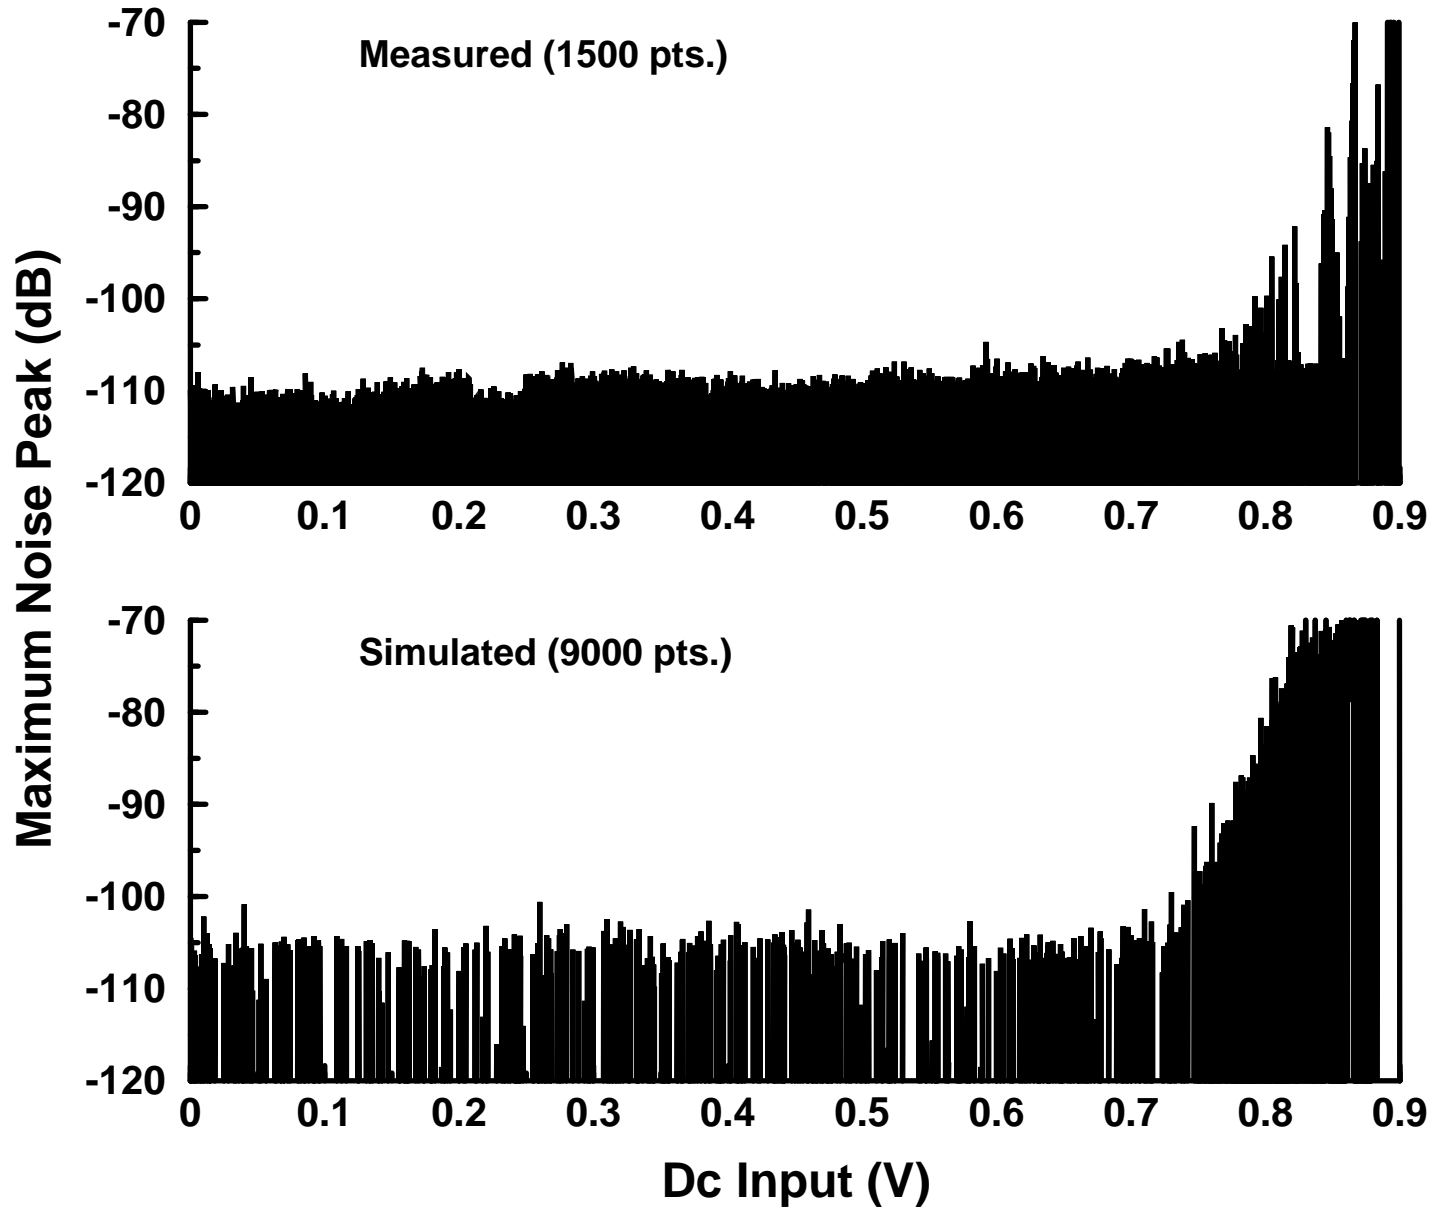 Maximum Noise Peak (dB)
Measured (1500 pts.)
-70
-80
-90
-100
-110
-120
0 0.1 0.2 0.3 0.4 0.5 0.6 0.7 0.8 0.9
Simulated (9000 pts.)
-70
-80
-90
-100
-110
-120
0 0.1 0.2 0.3 0.4 0.5 0.6 0.7 0.8 0.9
Dc Input (V)